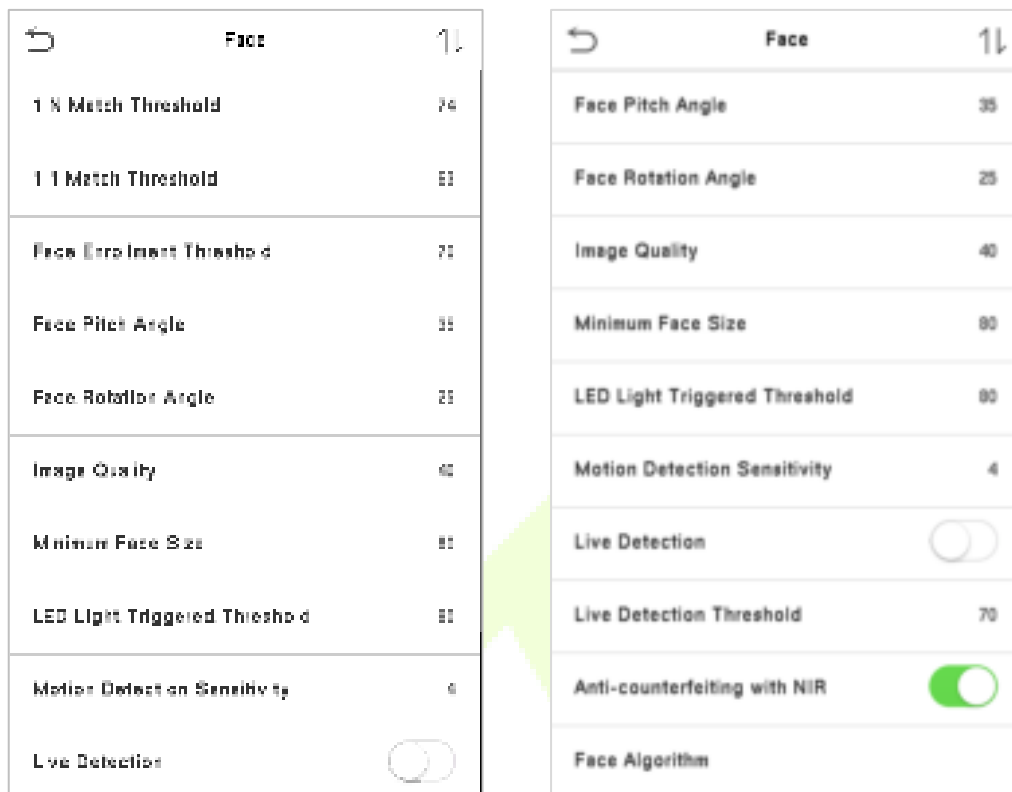 Face
1 N Match Threshold 74
1 1 Match Threshold
Face Enrollment Threshold 70
Face Pitch Angle 35
Face Rotation Angle 25
Image Quality 40
Minimum Face Size 80
LED Light Triggered Threshold 80
Motion Detection Sensitivity 4
Live Detection
Face
Face Pitch Angle 35
Face Rotation Angle 25
Image Quality 40
Minimum Face Size 80
LED Light Triggered Threshold 80
Motion Detection Sensitivity 4
Live Detection
Live Detection Threshold 70
Anti-counterfeiting with NIR
Face Algorithm